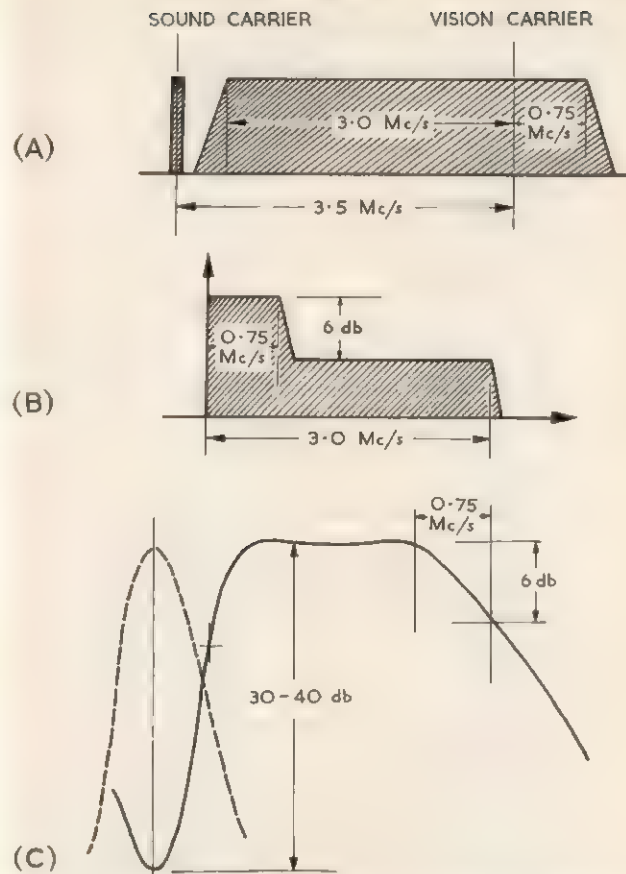 SOUND CARRIER VISION CARRIER
(A)
3·0 Mc/s
0·75
Mc/s
3·5 Mc/s
(B)
0·75
Mc/s
6 db
3·0 Mc/s
(C)
0·75
Mc/s
6 db
30–40 db